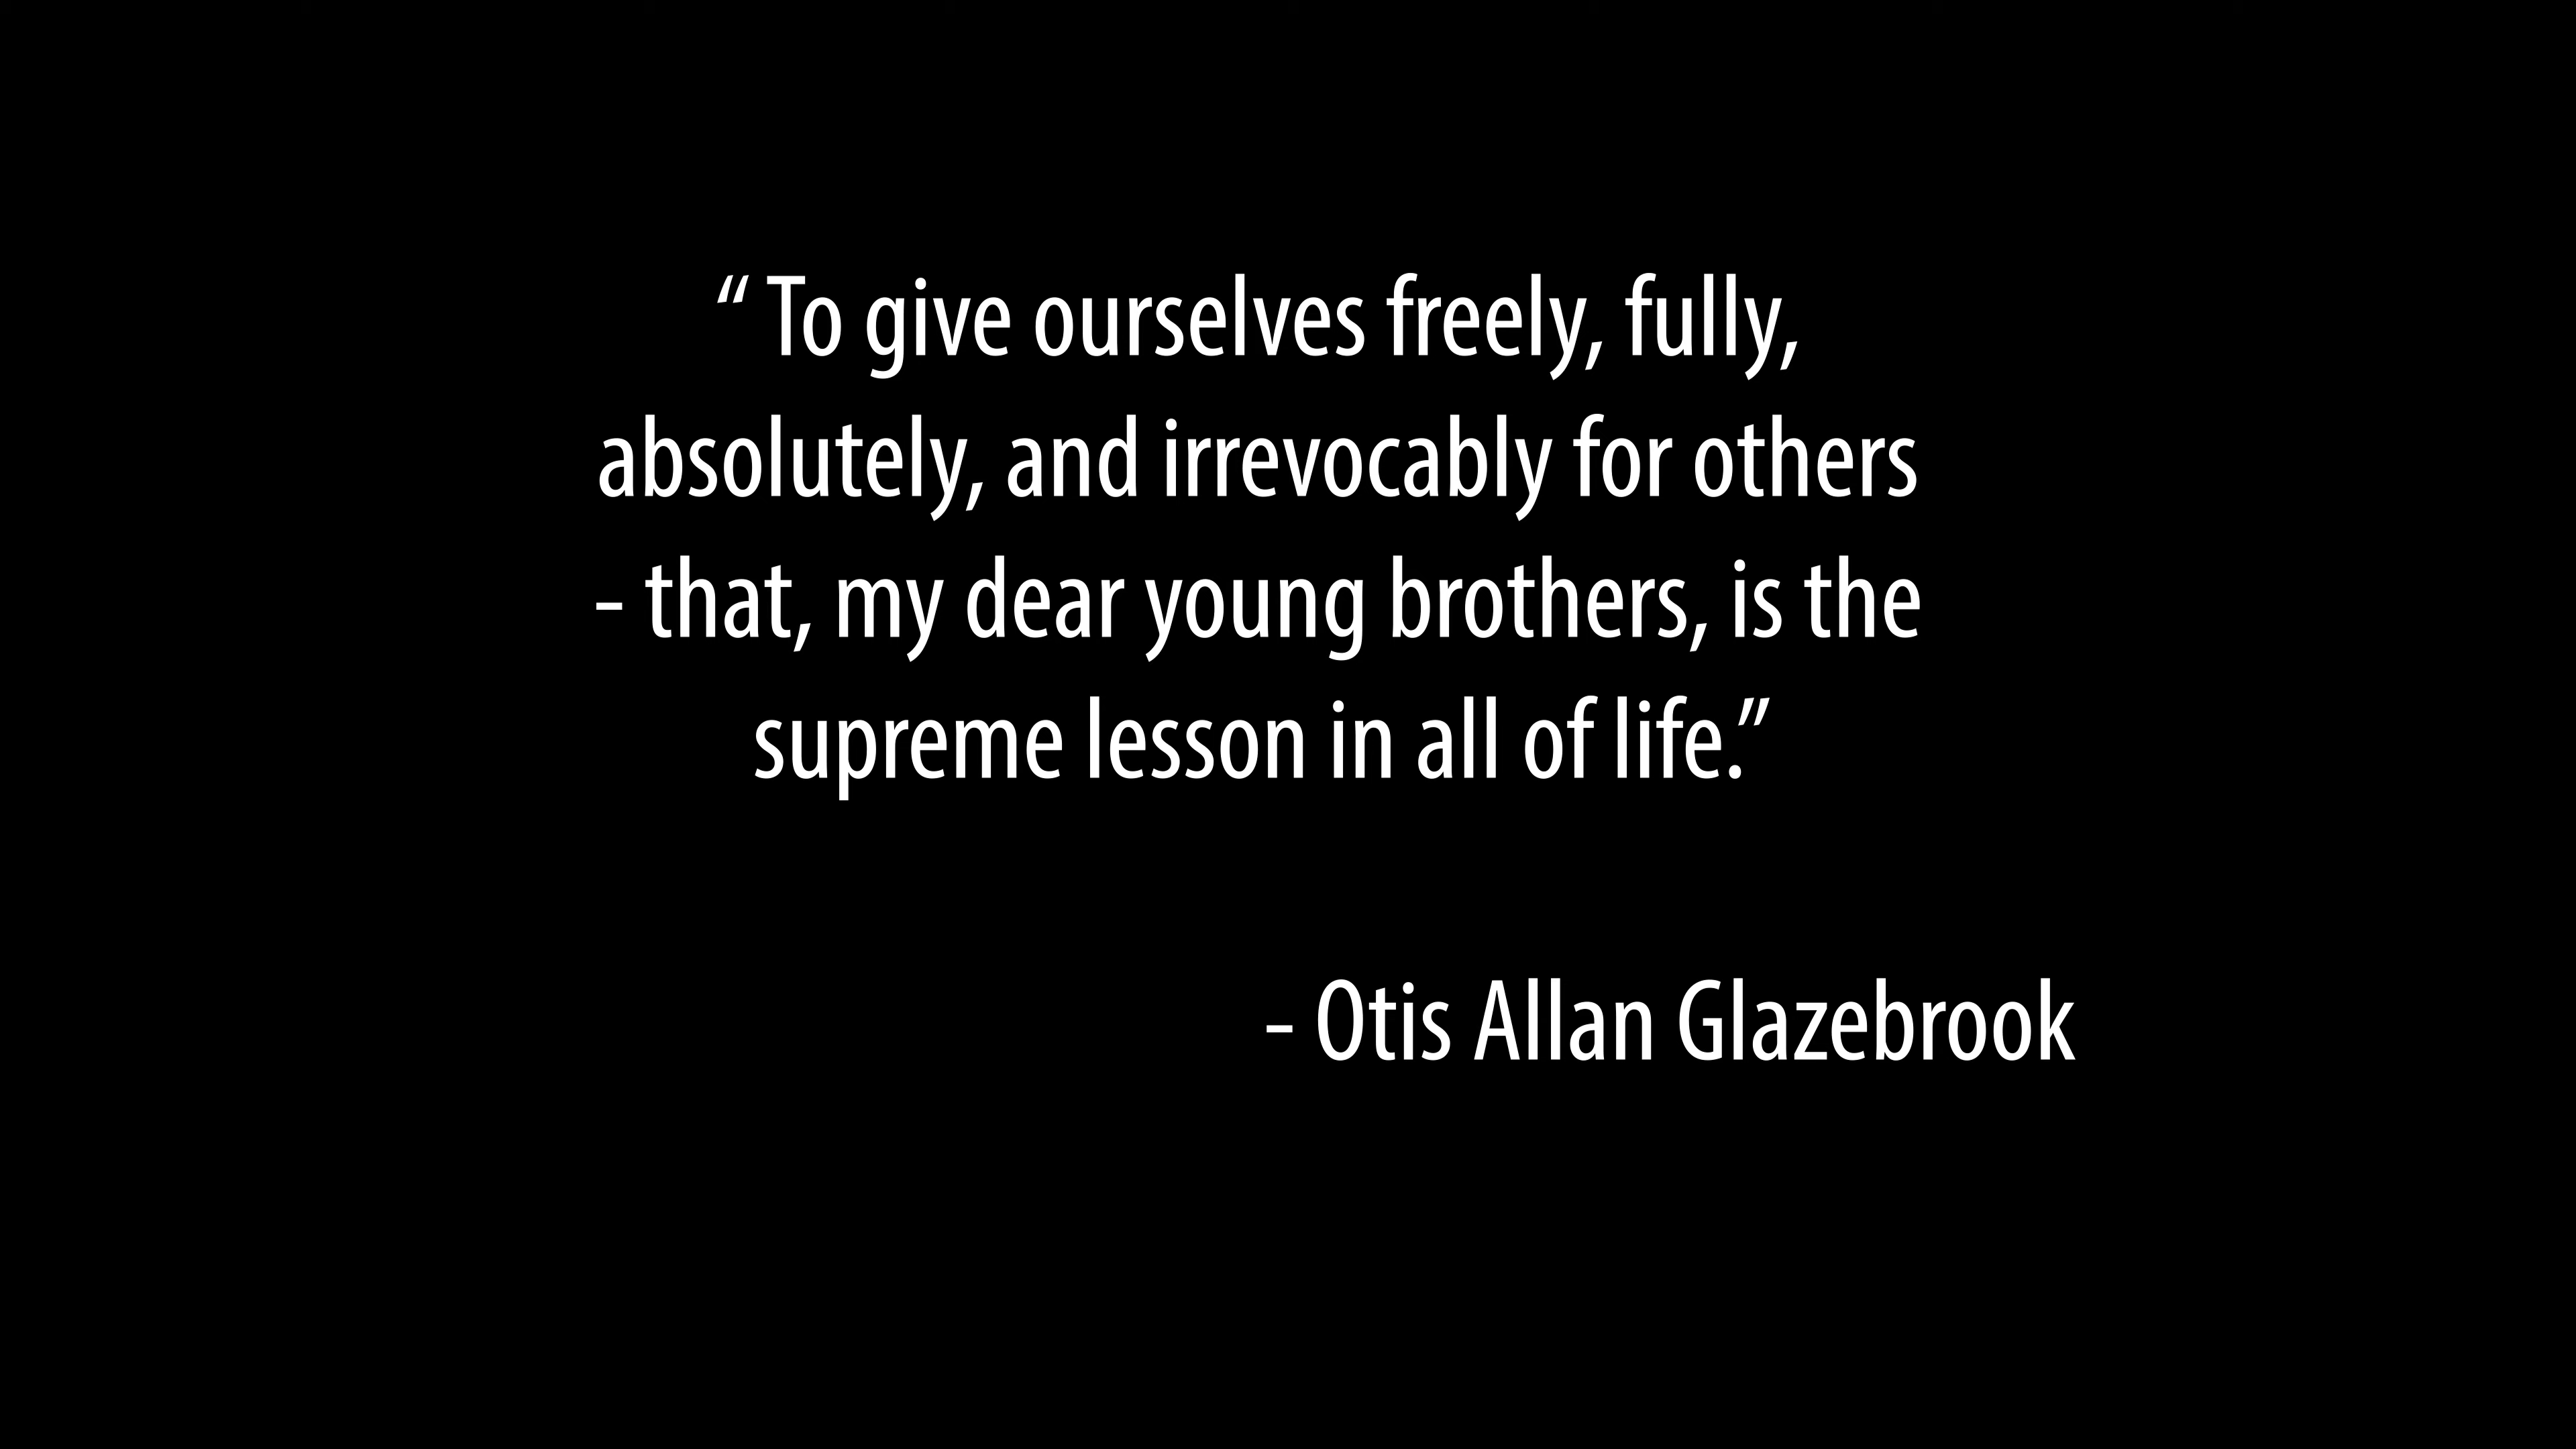 “ To give ourselves freely, fully,
absolutely, and irrevocably for others
- that, my dear young brothers, is the
supreme lesson in all of life.”
- Otis Allan Glazebrook